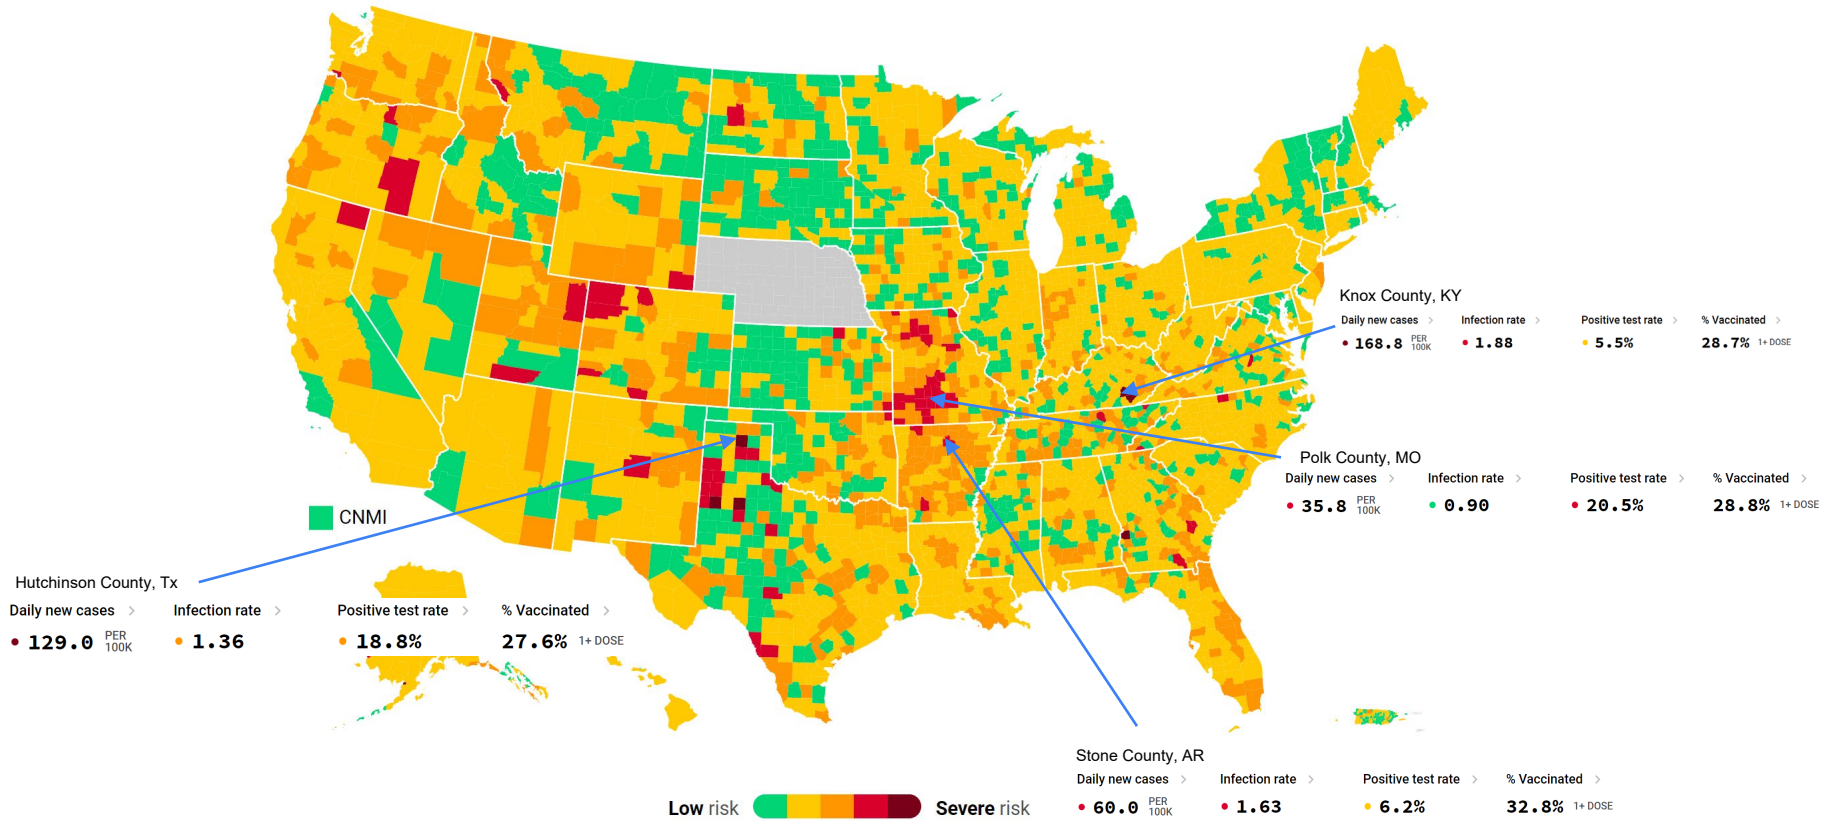 Knox County, KY
Daily new cases Infection rate Positive test rate % Vaccinated
168.8 PER 100K 1.88 5.5% 28.7% 1+ DOSE
Polk County, MO
Daily new cases Infection rate Positive test rate % Vaccinated
35.8 PER 100K 0.90 20.5% 28.8% 1+ DOSE
CNMI
Hutchinson County, Tx
Daily new cases Infection rate Positive test rate % Vaccinated
129.0 PER 100K 1.36 18.8% 27.6% 1+ DOSE
Stone County, AR
Daily new cases Infection rate Positive test rate % Vaccinated
60.0 PER 100K 1.63 6.2% 32.8% 1+ DOSE
Low risk Severe risk